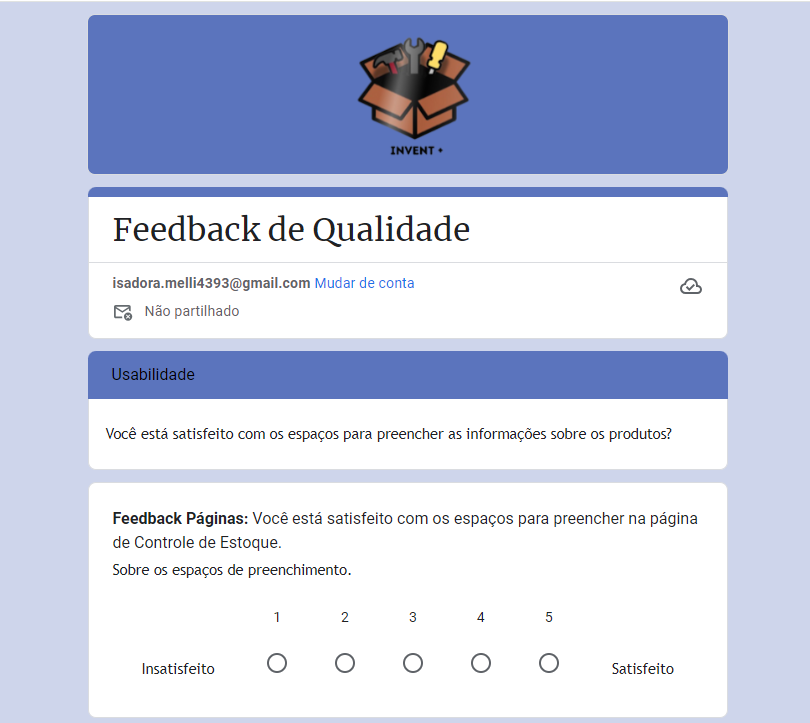 INVENT +
Feedback de Qualidade
isadora.melli4393@gmail.com Mudar de conta
Não partilhado
Usabilidade
Você está satisfeito com os espaços para preencher as informações sobre os produtos?
Feedback Páginas: Você está satisfeito com os espaços para preencher na página
de Controle de Estoque.
Sobre os espaços de preenchimento.
1 2 3 4 5
Insatisfeito Satisfeito